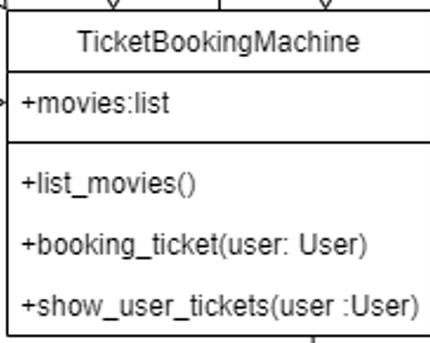 TicketBookingMachine
+movies:list
+list_movies()
+booking_ticket(user: User)
+show_user_tickets(user :User)